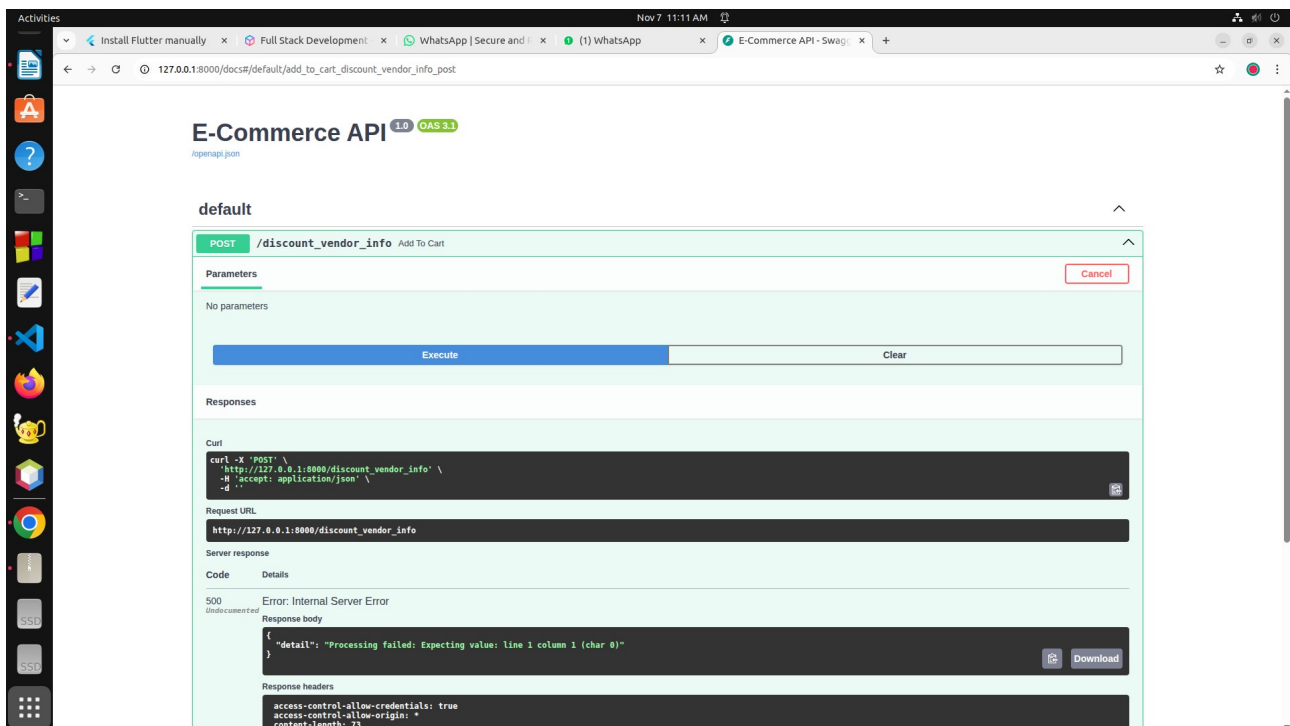 Activities
Nov 7 11:11 AM
Install Flutter manually
Full Stack Development
WhatsApp | Secure and
(1) WhatsApp
E-Commerce API - Swag
127.0.0.1:8000/docs#/default/add_to_cart_discount_vendor_info_post
E-Commerce API 1.0 OAS 3.1
/openapi.json
default
POST /discount_vendor_info Add To Cart
Parameters Cancel
No parameters
Execute Clear
Responses
Curl
curl -X 'POST' \
'http://127.0.0.1:8000/discount_vendor_info' \
-H 'accept: application/json' \
-d ''
Request URL
http://127.0.0.1:8000/discount_vendor_info
Server response
Code Details
500 Error: Internal Server Error
Undocumented
Response body
{
"detail": "Processing failed: Expecting value: line 1 column 1 (char 0)"
}
Download
Response headers
access-control-allow-credentials: true
access-control-allow-origin: *
content-length: 73
SSD
SSD